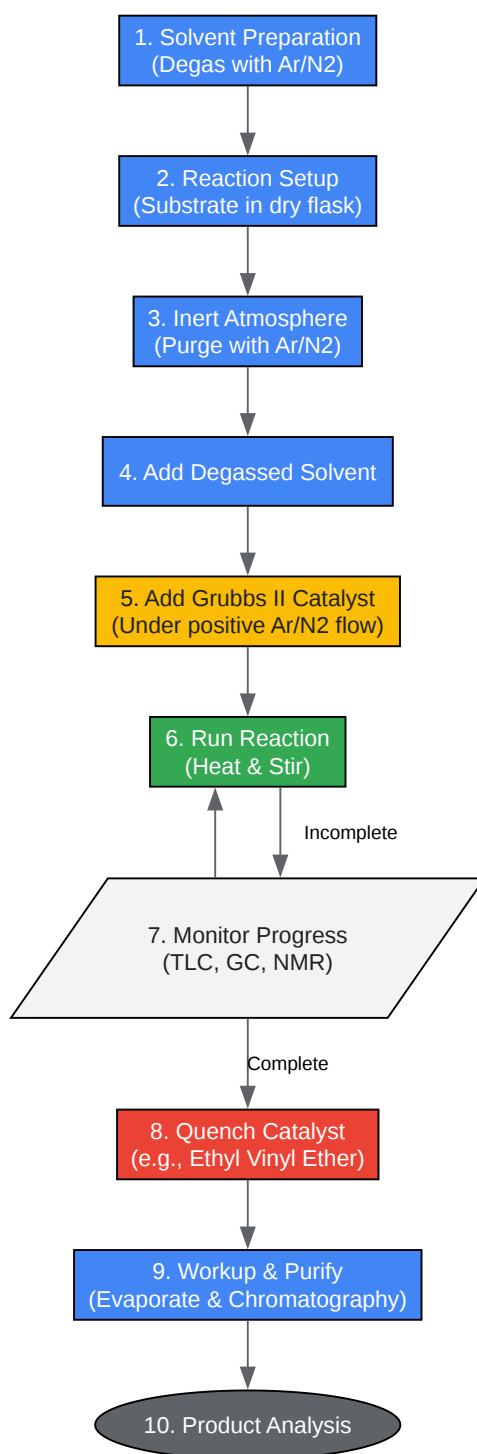 1. Solvent Preparation
(Degas with Ar/N2)
2. Reaction Setup
(Substrate in dry flask)
3. Inert Atmosphere
(Purge with Ar/N2)
4. Add Degassed Solvent
5. Add Grubbs II Catalyst
(Under positive Ar/N2 flow)
6. Run Reaction
(Heat & Stir)
Incomplete
7. Monitor Progress
(TLC, GC, NMR)
Complete
8. Quench Catalyst
(e.g., Ethyl Vinyl Ether)
9. Workup & Purify
(Evaporate & Chromatography)
10. Product Analysis